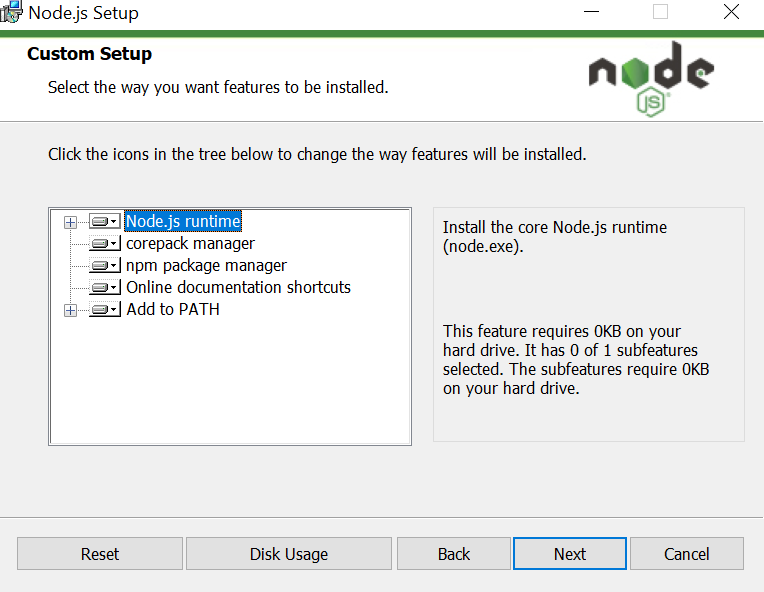 Node.js Setup
Custom Setup
Select the way you want features to be installed.
node
JS
Click the icons in the tree below to change the way features will be installed.
Node.js runtime
corepack manager
npm package manager
Online documentation shortcuts
Add to PATH
Install the core Node.js runtime
(node.exe).
This feature requires 0KB on your
hard drive. It has 0 of 1 subfeatures
selected. The subfeatures require 0KB
on your hard drive.
Reset
Disk Usage
Back
Next
Cancel